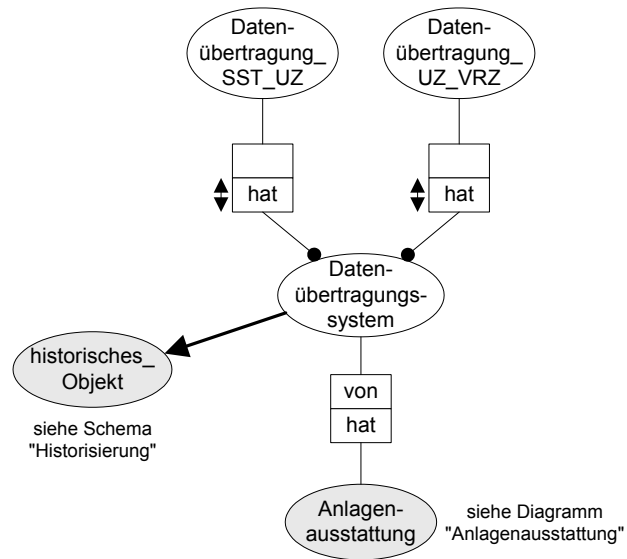 Daten-
übertragung_
SST_UZ
Daten-
übertragung_
UZ_VRZ
hat
hat
Daten-
übertragungs-
system
historisches_
Objekt
siehe Schema
"Historisierung"
von
hat
Anlagen-
ausstattung
siehe Diagramm
"Anlagenausstattung"